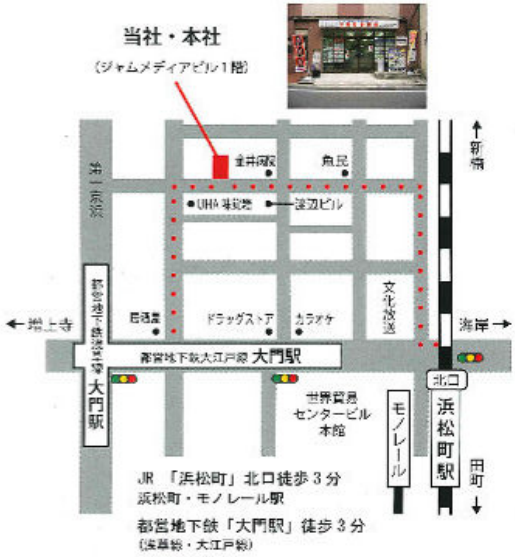 当社・本社
(ジャムメディアビル1階)
新橋
金井病院
魚民
第一京浜
UHA味覚糖
渡辺ビル
都営地下鉄浅草線 大門駅
文化放送
増上寺
居酒屋
ドラッグストア
カラオケ
海岸
都営地下鉄大江戸線 大門駅
北口
世界貿易
センタービル
本館
モノレール
浜松町駅
田町
JR 「浜松町」北口徒歩3分
浜松町・モノレール駅
都営地下鉄「大門駅」徒歩3分
(浅草線・大江戸線)